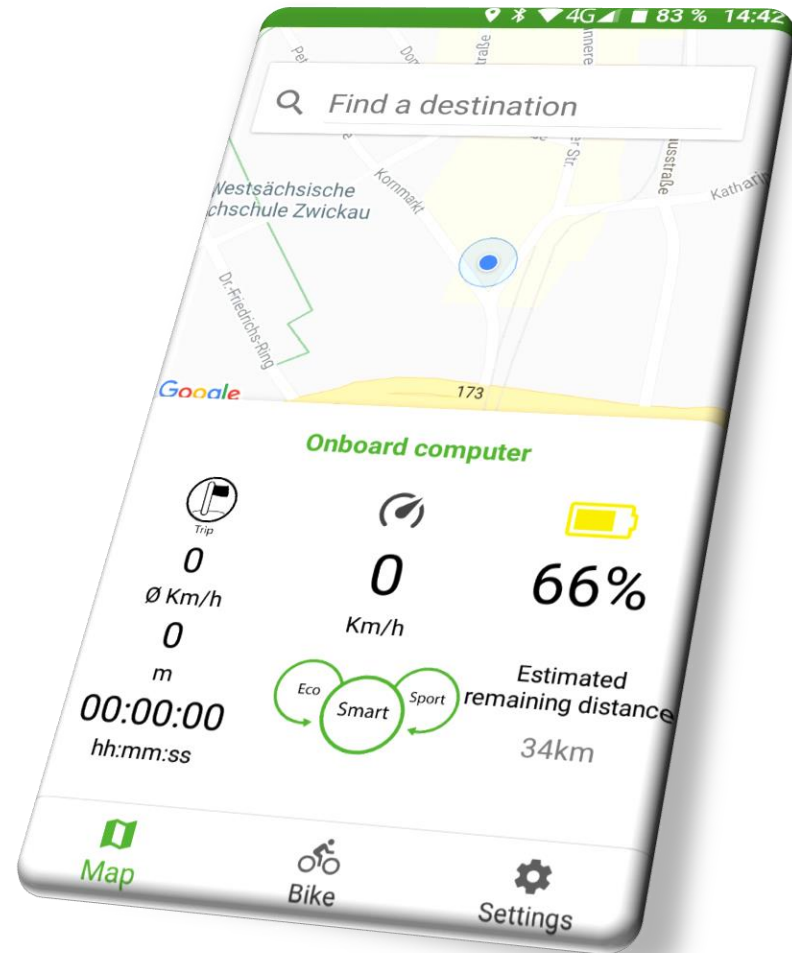 4G 83 % 14:42
Find a destination
Kornmarkt
Westsächsische
chschule Zwickau
Dr.-Friedrichs-Ring
Google
173
Onboard computer
Trip
0
Ø Km/h
0
m
00:00:00
hh:mm:ss
0
Km/h
Eco
Smart
Sport
66%
Estimated
remaining distance
34km
Map
Bike
Settings